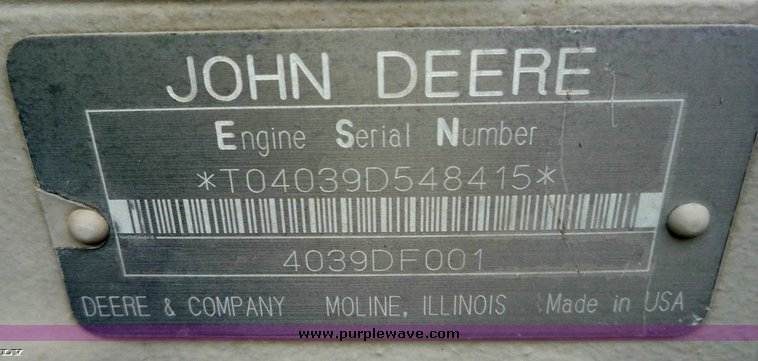 JOHN DEERE
Engine Serial Number
*T04039D548415*
4039DF001
DEERE & COMPANY MOLINE, ILLINOIS Made in USA
www.purplewave.com